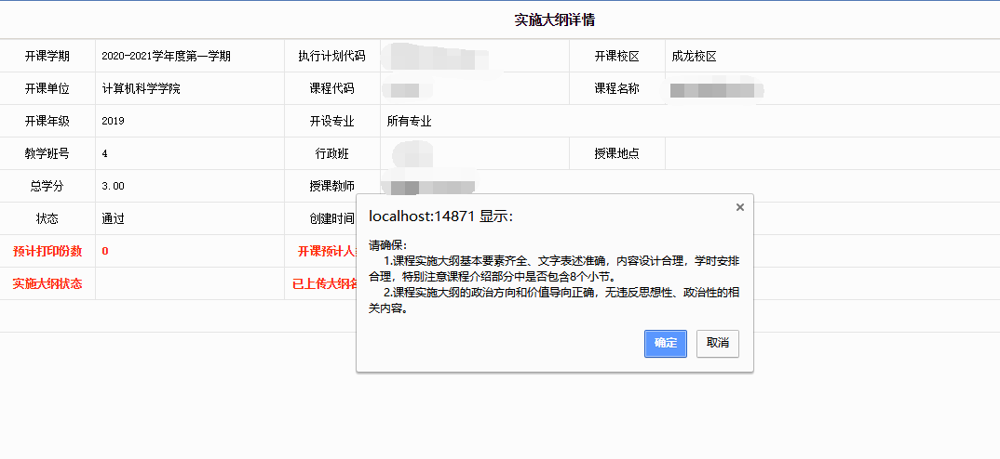 实施大纲详情
开课学期 2020-2021学年度第一学期 执行计划代码 开课校区 成龙校区
开课单位 计算机科学学院 课程代码 课程名称
开课年级 2019 开设专业 所有专业
教学班号 4 行政班 授课地点
总学分 3.00 授课教师
状态 通过 创建时间
预计打印份数 0 开课预计人
实施大纲状态 已上传大纲名
localhost:14871 显示：
请确保：
1.课程实施大纲基本要素齐全、文字表述准确，内容设计合理，学时安排
合理，特别注意课程介绍部分中是否包含8个小节。
2.课程实施大纲的政治方向和价值导向正确，无违反思想性、政治性的相
关内容。
确定 取消